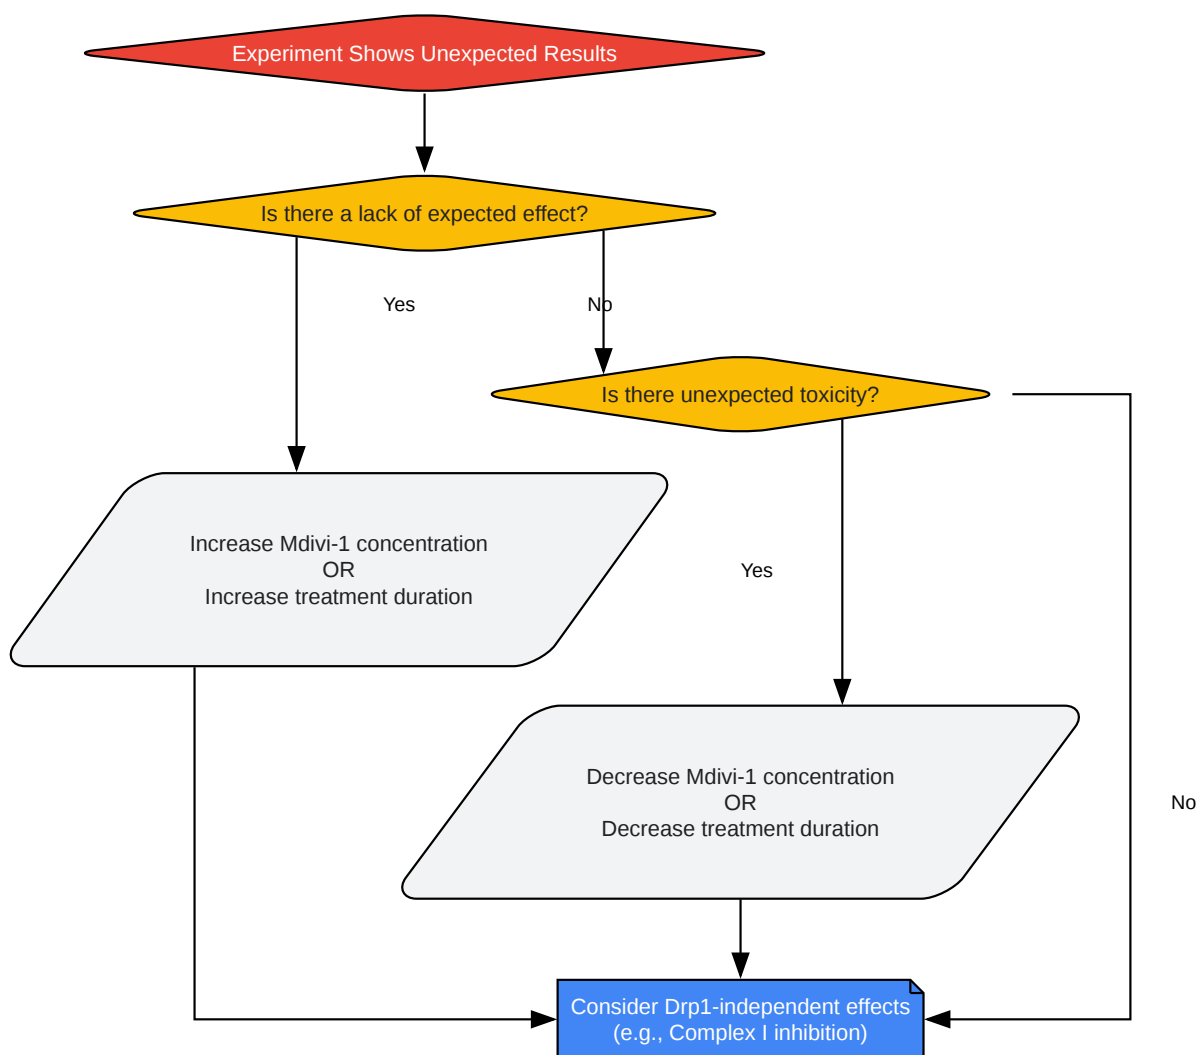 Experiment Shows Unexpected Results
Is there a lack of expected effect?
Yes
No
Is there unexpected toxicity?
Increase Mdivi-1 concentration
OR
Increase treatment duration
Yes
Decrease Mdivi-1 concentration
OR
Decrease treatment duration
No
Consider Drp1-independent effects
(e.g., Complex I inhibition)